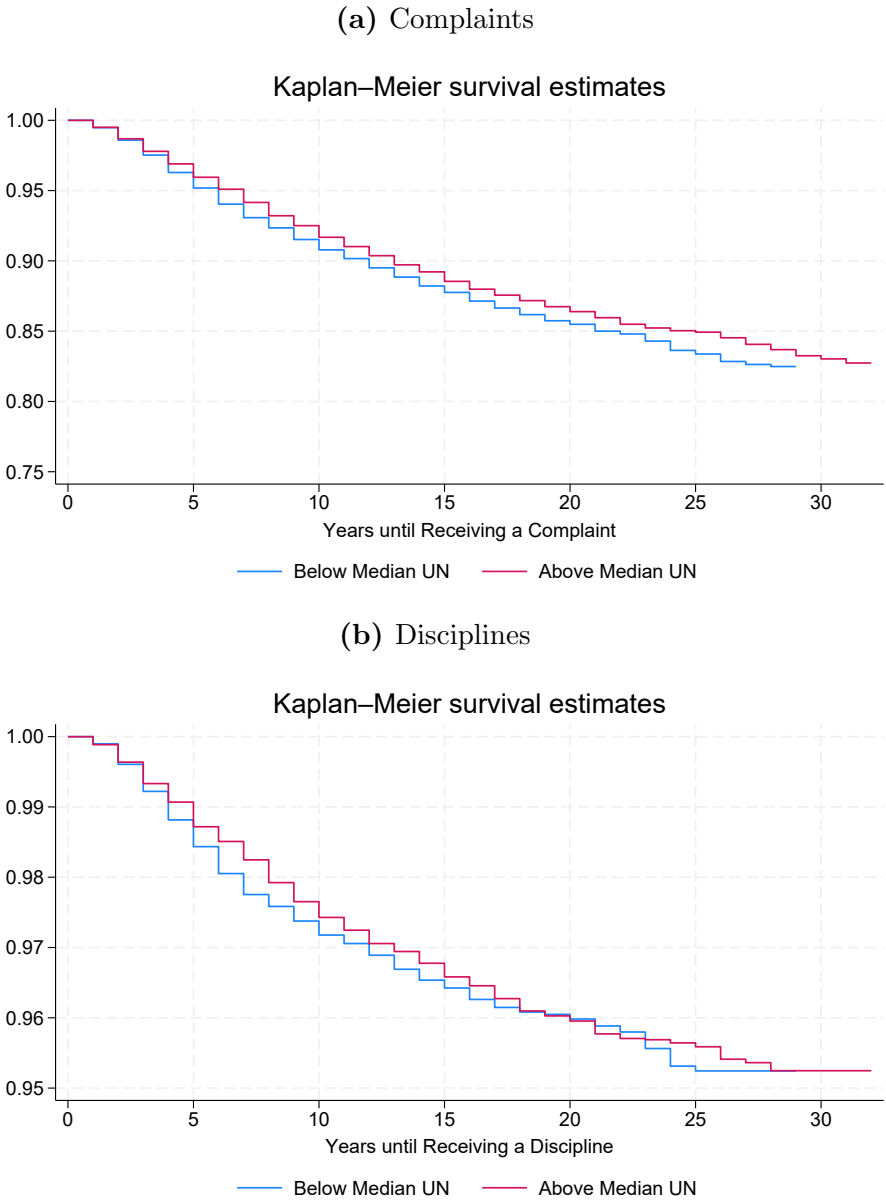 (a) Complaints
Kaplan–Meier survival estimates
1.00
0.95
0.90
0.85
0.80
0.75
0 5 10 15 20 25 30
Years until Receiving a Complaint
Below Median UN Above Median UN
(b) Disciplines
Kaplan–Meier survival estimates
1.00
0.99
0.98
0.97
0.96
0.95
0 5 10 15 20 25 30
Years until Receiving a Discipline
Below Median UN Above Median UN